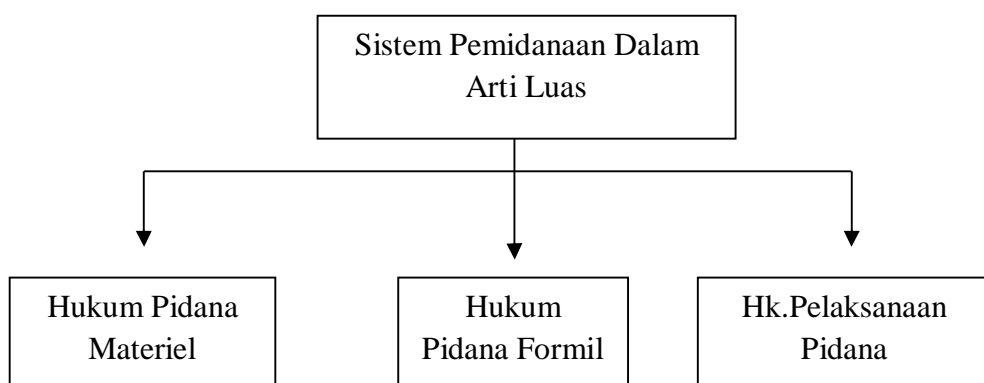 Sistem Pemidanaan Dalam
Arti Luas
Hukum Pidana
Materiel
Hukum
Pidana Formil
Hk.Pelaksanaan
Pidana